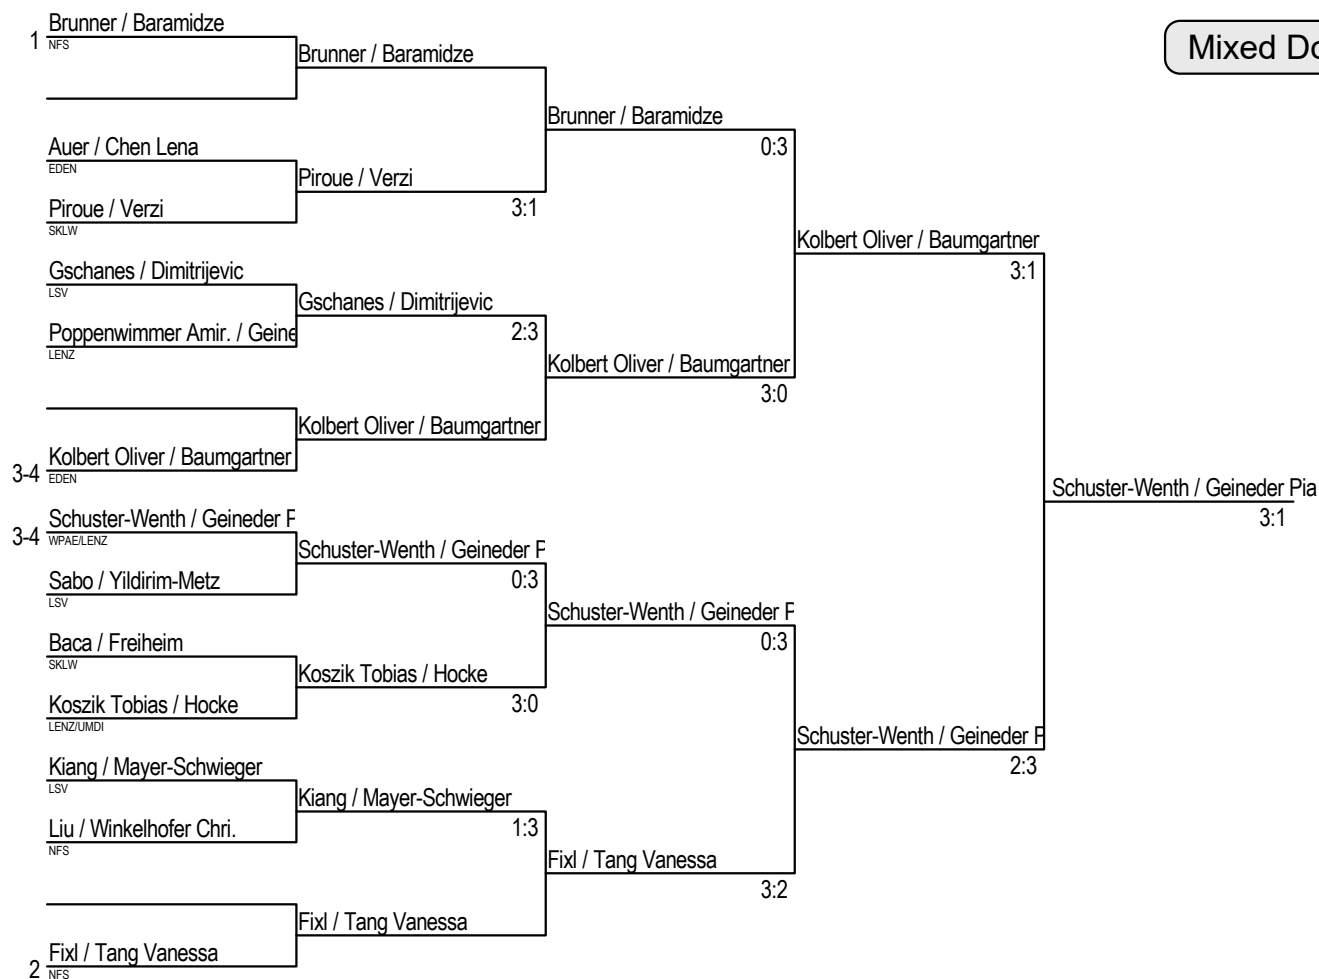 Mixed Do
Brunner / Baramidze
1
NFS
Brunner / Baramidze
Brunner / Baramidze
0:3
Auer / Chen Lena
EDEN
Piroue / Verzi
3:1
Piroue / Verzi
SKLW
Kolbert Oliver / Baumgartner
3:1
Gschanes / Dimitrijevic
LSV
Gschanes / Dimitrijevic
2:3
Poppenwimmer Amir. / Geine
LENZ
Kolbert Oliver / Baumgartner
3:0
Kolbert Oliver / Baumgartner
Kolbert Oliver / Baumgartner
3-4
EDEN
Schuster-Wenth / Geineder Pia
3:1
Schuster-Wenth / Geineder P
3-4
WPAE/LENZ
Schuster-Wenth / Geineder P
0:3
Sabo / Yildirim-Metz
LSV
Schuster-Wenth / Geineder P
0:3
Baca / Freiheim
SKLW
Koszik Tobias / Hocke
3:0
Koszik Tobias / Hocke
LENZ/UMDI
Schuster-Wenth / Geineder P
2:3
Kiang / Mayer-Schwieger
LSV
Kiang / Mayer-Schwieger
1:3
Liu / Winkelhofer Chri.
NFS
Fixl / Tang Vanessa
3:2
Fixl / Tang Vanessa
Fixl / Tang Vanessa
2
NFS